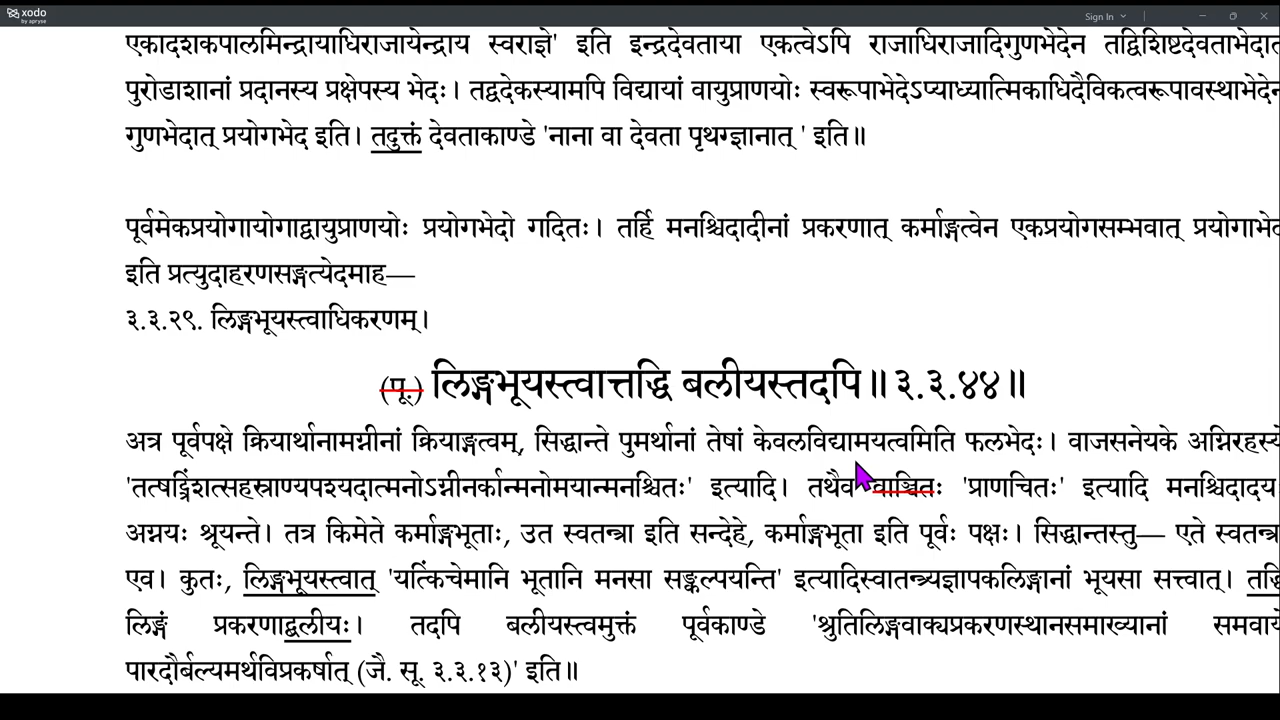 xodo
by apryse
Sign In
एकादशकपालमिन्द्रायाधिराजायेन्द्राय स्वराज्ञे' इति इन्द्रदेवताया एकत्वेऽपि राजाधिराजादिगुणभेदेन तद्विशिष्टदेवताभेदात
पुरोडाशानां प्रदानस्य प्रक्षेपस्य भेदः। तद्वदेकस्यामपि विद्यायां वायुप्राणयोः स्वरूपाभेदेऽप्याध्यात्मिकाधिदैविकत्वरूपावस्थाभेदेन
गुणभेदात् प्रयोगभेद इति। तदुक्तं देवताकाण्डे 'नाना वा देवता पृथग्ज्ञानात् ' इति॥
पूर्वमेकप्रयोगायोगाद्वायुप्राणयोः प्रयोगभेदो गदितः। तर्हि मनश्चिदादीनां प्रकरणात् कर्माङ्गत्वेन एकप्रयोगसम्भवात् प्रयोगाभेद
इति प्रत्युदाहरणसङ्गत्येदमाह—
३.३.२९. लिङ्गभूयस्त्वाधिकरणम्।
(पू.) लिङ्गभूयस्त्वात्तद्धि बलीयस्तदपि॥ ३.३.४४॥
अत्र पूर्वपक्षे क्रियार्थानामग्नीनां क्रियाङ्गत्वम्, सिद्धान्ते पुमर्थानां तेषां केवलविद्यामयत्वमिति फलभेदः। वाजसनेयके अग्निरहस्ये
'तत्षट्त्रिंशत्सहस्राण्यपश्यदात्मनोऽग्नीनर्कान्मनोमयान्मनश्चितः' इत्यादि। तथैव वाञ्चितः 'प्राणचितः' इत्यादि मनश्चिदादय
अग्नयः श्रूयन्ते। तत्र किमेते कर्माङ्गभूताः, उत स्वतन्त्रा इति सन्देहे, कर्माङ्गभूता इति पूर्वः पक्षः। सिद्धान्तस्तु— एते स्वतन्त्र
एव। कुतः, लिङ्गभूयस्त्वात् 'यत्किंचेमानि भूतानि मनसा सङ्कल्पयन्ति' इत्यादिस्वातन्त्र्यज्ञापकलिङ्गानां भूयसा सत्त्वात्। तद्धि
लिङ्गं प्रकरणाद्बलीयः। तदपि बलीयस्त्वमुक्तं पूर्वकाण्डे 'श्रुतिलिङ्गवाक्यप्रकरणस्थानसमाख्यानां समवाये
पारदौर्बल्यमर्थविप्रकर्षात् (जै. सू. ३.३.१३)' इति॥